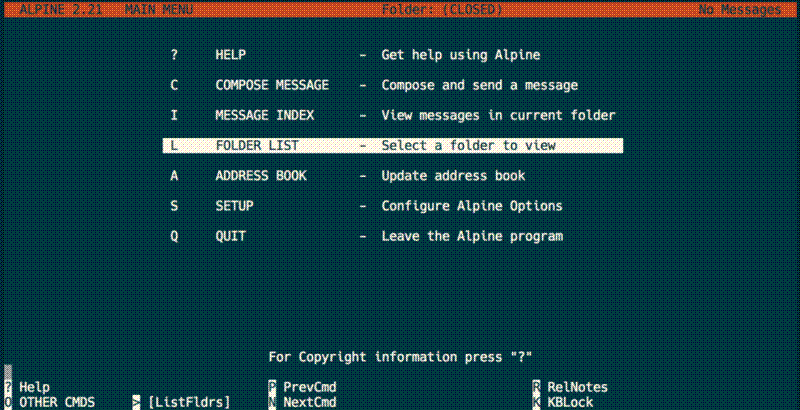 ALPINE 2.21 MAIN MENU Folder: (CLOSED) No Messages
? HELP - Get help using Alpine
C COMPOSE MESSAGE - Compose and send a message
I MESSAGE INDEX - View messages in current folder
L FOLDER LIST - Select a folder to view
A ADDRESS BOOK - Update address book
S SETUP - Configure Alpine Options
Q QUIT - Leave the Alpine program
For Copyright information press "?"
? Help P PrevCmd R RelNotes
O OTHER CMDS > [ListFldrs] N NextCmd K KBLock